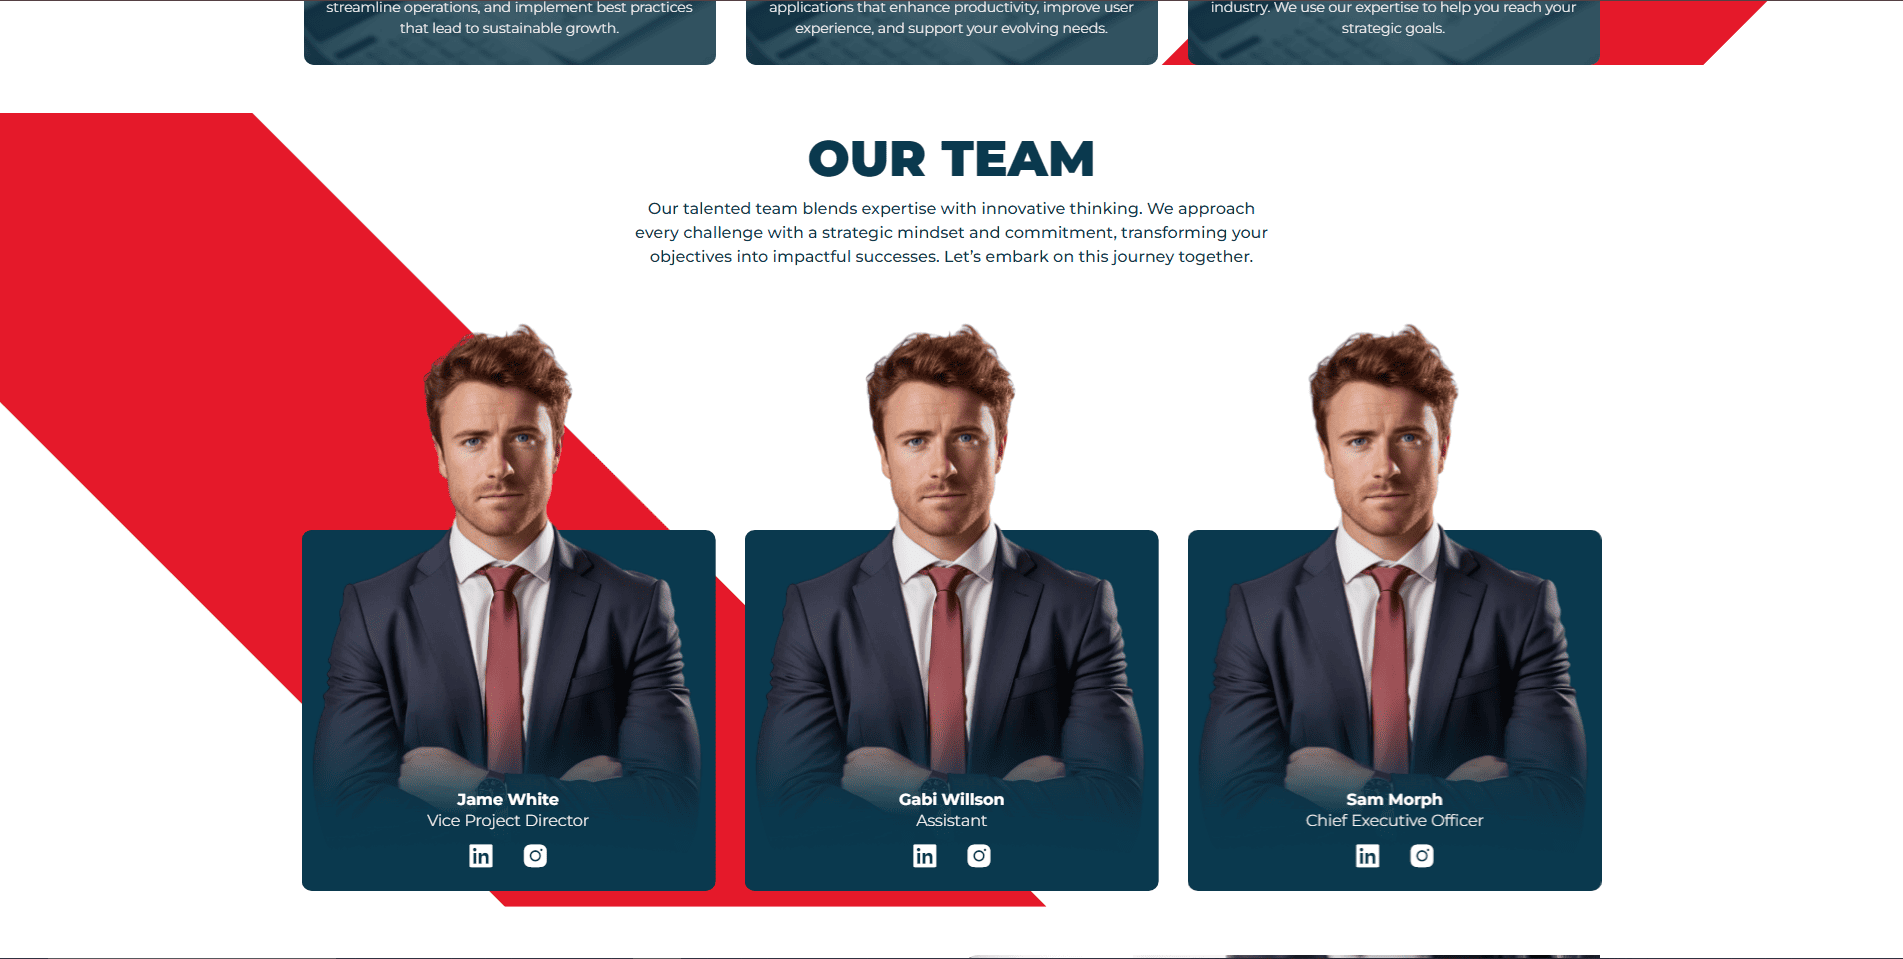 streamline operations, and implement best practices
that lead to sustainable growth.
applications that enhance productivity, improve user
experience, and support your evolving needs.
industry. We use our expertise to help you reach your
strategic goals.
OUR TEAM
Our talented team blends expertise with innovative thinking. We approach
every challenge with a strategic mindset and commitment, transforming your
objectives into impactful successes. Let’s embark on this journey together.
Jame White
Vice Project Director
in
Gabi Willson
Assistant
in
Sam Morph
Chief Executive Officer
in